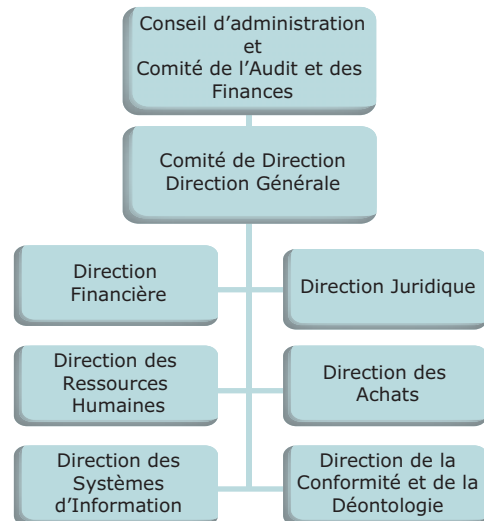 Conseil d’administration
et
Comité de l’Audit et des
Finances
Comité de Direction
Direction Générale
Direction
Financière
Direction Juridique
Direction des
Ressources
Humaines
Direction des
Achats
Direction des
Systèmes
d’Information
Direction de la
Conformité et de la
Déontologie